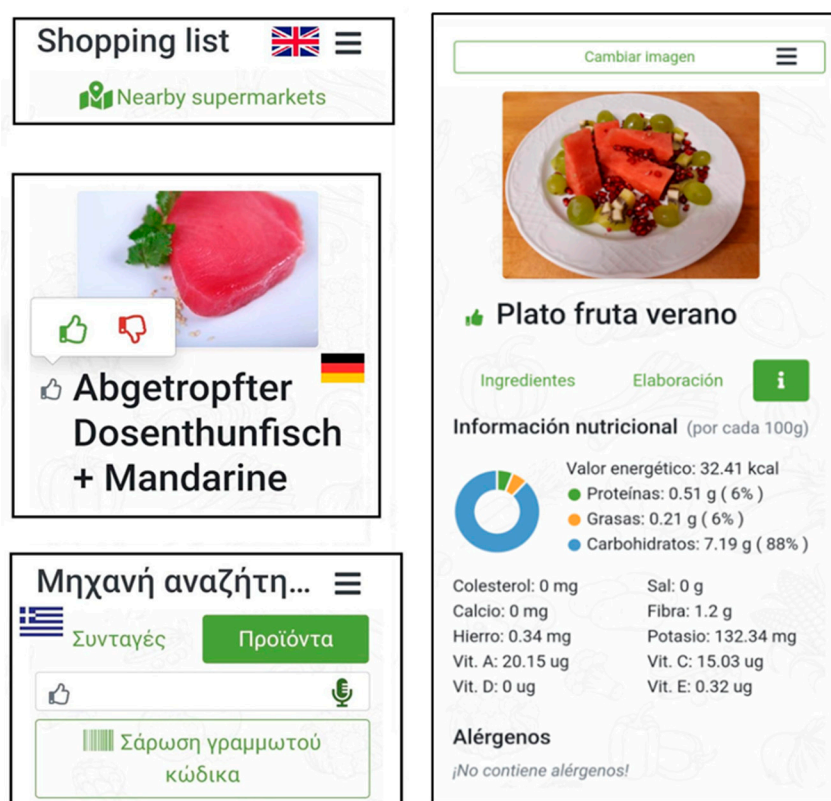 Shopping list
Nearby supermarkets
Abgetropfter
Dosenthunfisch
+ Mandarine
Μηχανή αναζήτη...
Συνταγές
Προϊόντα
Σάρωση γραμμωτού
κώδικα
Cambiar imagen
Plato fruta verano
Ingredientes
Elaboración
i
Información nutricional (por cada 100g)
Valor energético: 32.41 kcal
Proteínas: 0.51 g ( 6% )
Grasas: 0.21 g ( 6% )
Carbohidratos: 7.19 g ( 88% )
Colesterol: 0 mg
Sal: 0 g
Calcio: 0 mg
Fibra: 1.2 g
Hierro: 0.34 mg
Potasio: 132.34 mg
Vit. A: 20.15 ug
Vit. C: 15.03 ug
Vit. D: 0 ug
Vit. E: 0.32 ug
Alérgenos
¡No contiene alérgenos!